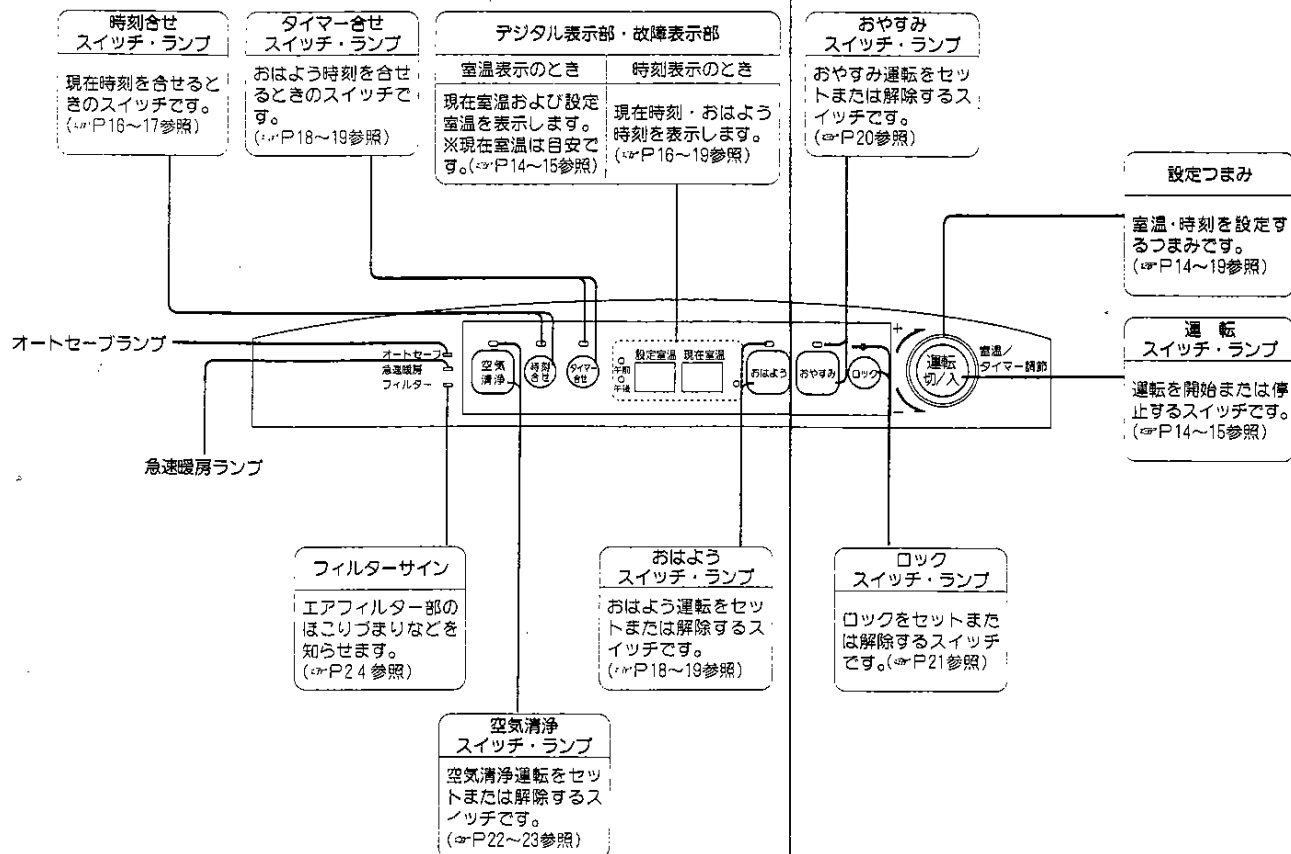 時刻合せ
スイッチ・ランプ
現在時刻を合せると
きのスイッチです。
(☞P16～17参照)
タイマー合せ
スイッチ・ランプ
おはよう時刻を合せ
るときのスイッチで
す。
(☞P18～19参照)
デジタル表示部・故障表示部
室温表示のとき
現在室温および設定
室温を表示します。
※現在室温は目安で
す。(☞P14～15参照)
時刻表示のとき
現在時刻・おはよう
時刻を表示します。
(☞P16～19参照)
おやすみ
スイッチ・ランプ
おやすみ運転をセッ
トまたは解除するス
イッチです。
(☞P20参照)
設定つまみ
室温・時刻を設定す
るつまみです。
(☞P14～19参照)
運転
スイッチ・ランプ
運転を開始または停
止するスイッチです。
(☞P14～15参照)
オートセーブランプ
急速暖房ランプ
オートセーブ
急速暖房
フィルター
空気
清浄
時刻
合せ
タイマー
合せ
午前
午後
設定室温
現在室温
おはよう
おやすみ
ロック
+
−
運転
切/入
室温/
タイマー調節
フィルターサイン
エアフィルター部の
ほこりづまりなどを
知らせます。
(☞P24参照)
おはよう
スイッチ・ランプ
おはよう運転をセッ
トまたは解除するス
イッチです。
(☞P18～19参照)
ロック
スイッチ・ランプ
ロックをセットまた
は解除するスイッチ
です。(☞P21参照)
空気清浄
スイッチ・ランプ
空気清浄運転をセッ
トまたは解除するス
イッチです。
(☞P22～23参照)